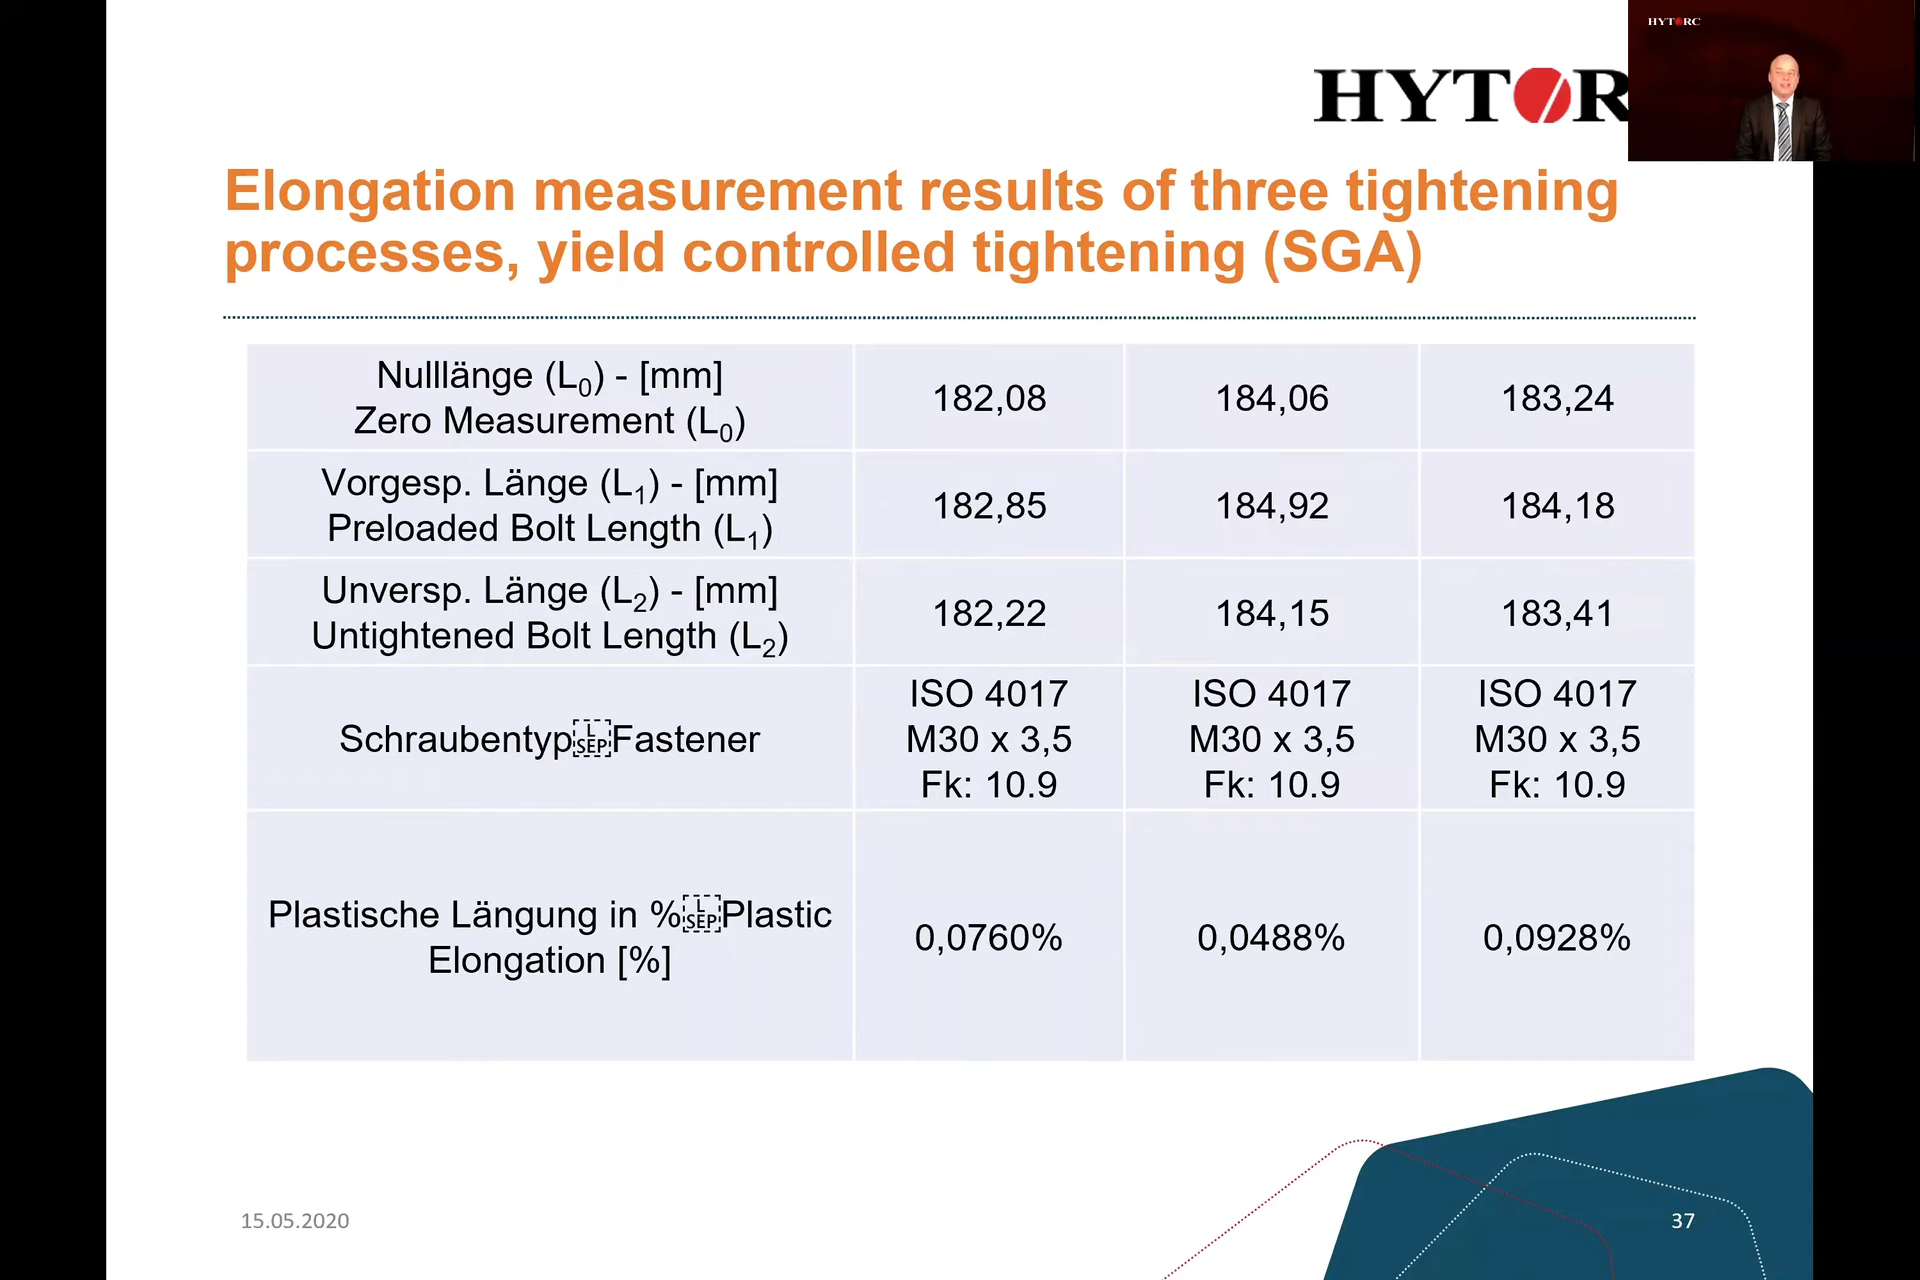 HYTORC
HYTOR
Elongation measurement results of three tightening
processes, yield controlled tightening (SGA)
Nulllänge (L₀) - [mm]
Zero Measurement (L₀)
182,08
184,06
183,24
Vorgesp. Länge (L₁) - [mm]
Preloaded Bolt Length (L₁)
182,85
184,92
184,18
Unversp. Länge (L₂) - [mm]
Untightened Bolt Length (L₂)
182,22
184,15
183,41
Schraubentyp L SEP Fastener
ISO 4017
M30 x 3,5
Fk: 10.9
ISO 4017
M30 x 3,5
Fk: 10.9
ISO 4017
M30 x 3,5
Fk: 10.9
Plastische Längung in % L SEP Plastic
Elongation [%]
0,0760%
0,0488%
0,0928%
15.05.2020
37